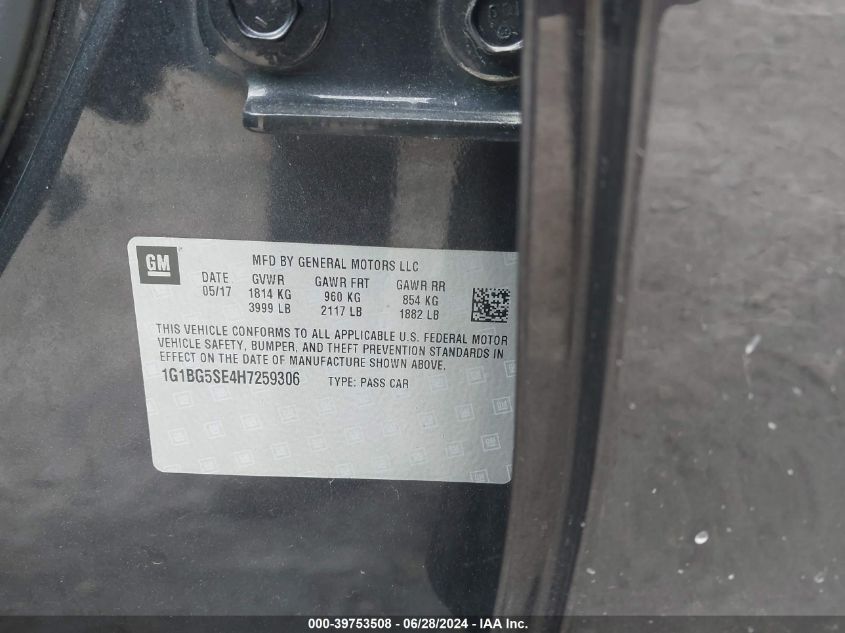 GM
MFD BY GENERAL MOTORS LLC
DATE GVWR GAWR FRT GAWR RR
05/17 1814 KG 960 KG 854 KG
3999 LB 2117 LB 1882 LB
THIS VEHICLE CONFORMS TO ALL APPLICABLE U.S. FEDERAL MOTOR
VEHICLE SAFETY, BUMPER, AND THEFT PREVENTION STANDARDS IN
EFFECT ON THE DATE OF MANUFACTURE SHOWN ABOVE.
1G1BG5SE4H7259306 TYPE: PASS CAR
000-39753508 - 06/28/2024 - IAA Inc.